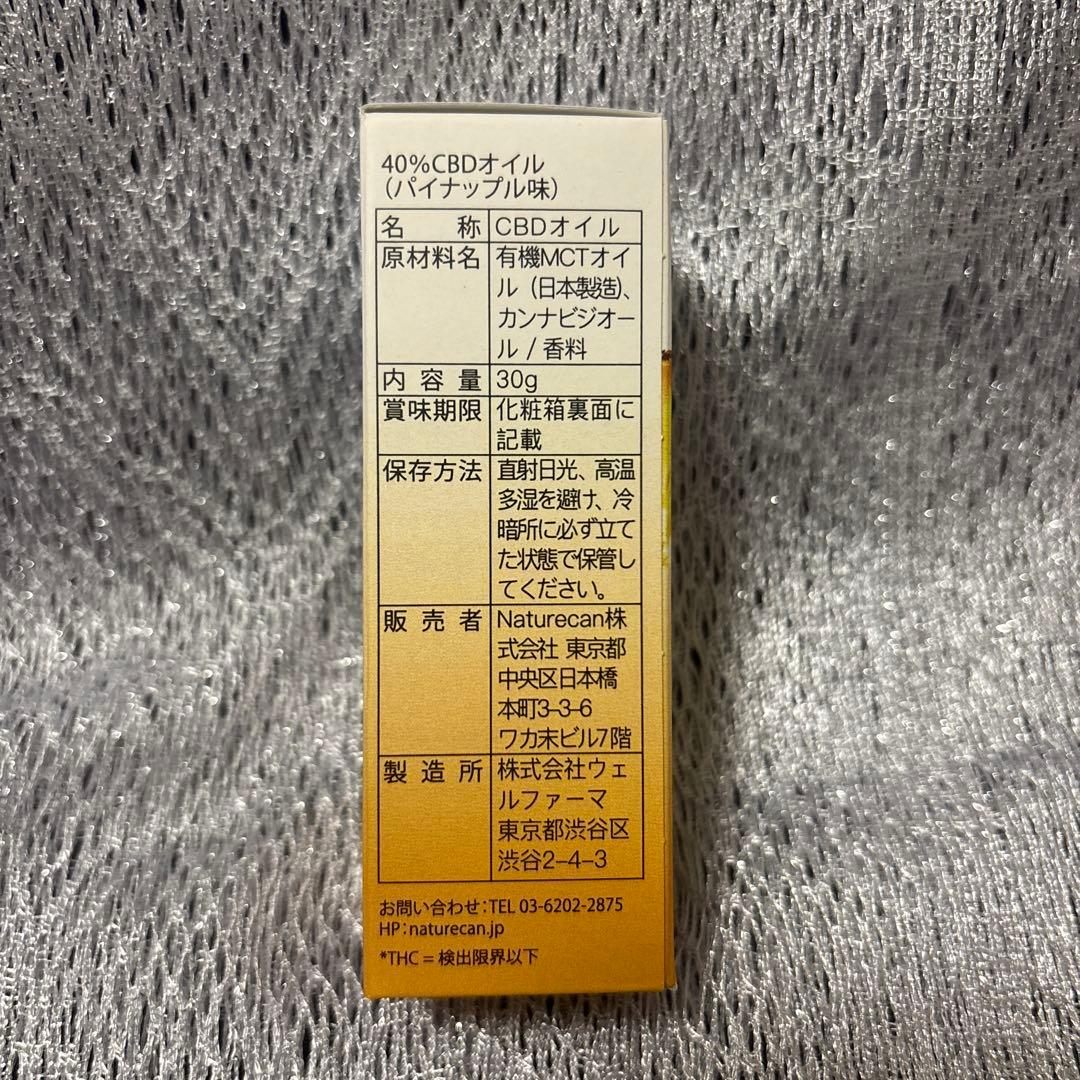 40%CBDオイル
(パイナップル味)
名称 CBDオイル
原材料名 有機MCTオイ
ル (日本製造)、
カンナビジオー
ル / 香料
内容量 30g
賞味期限 化粧箱裏面に
記載
保存方法 直射日光、高温
多湿を避け、冷
暗所に必ず立て
た状態で保管し
てください。
販売者 Naturecan株
式会社 東京都
中央区日本橋
本町3-3-6
ワカ末ビル7階
製造所 株式会社ウェ
ルファーマ
東京都渋谷区
渋谷2-4-3
お問い合わせ:TEL 03-6202-2875
HP:naturecan.jp
*THC = 検出限界以下